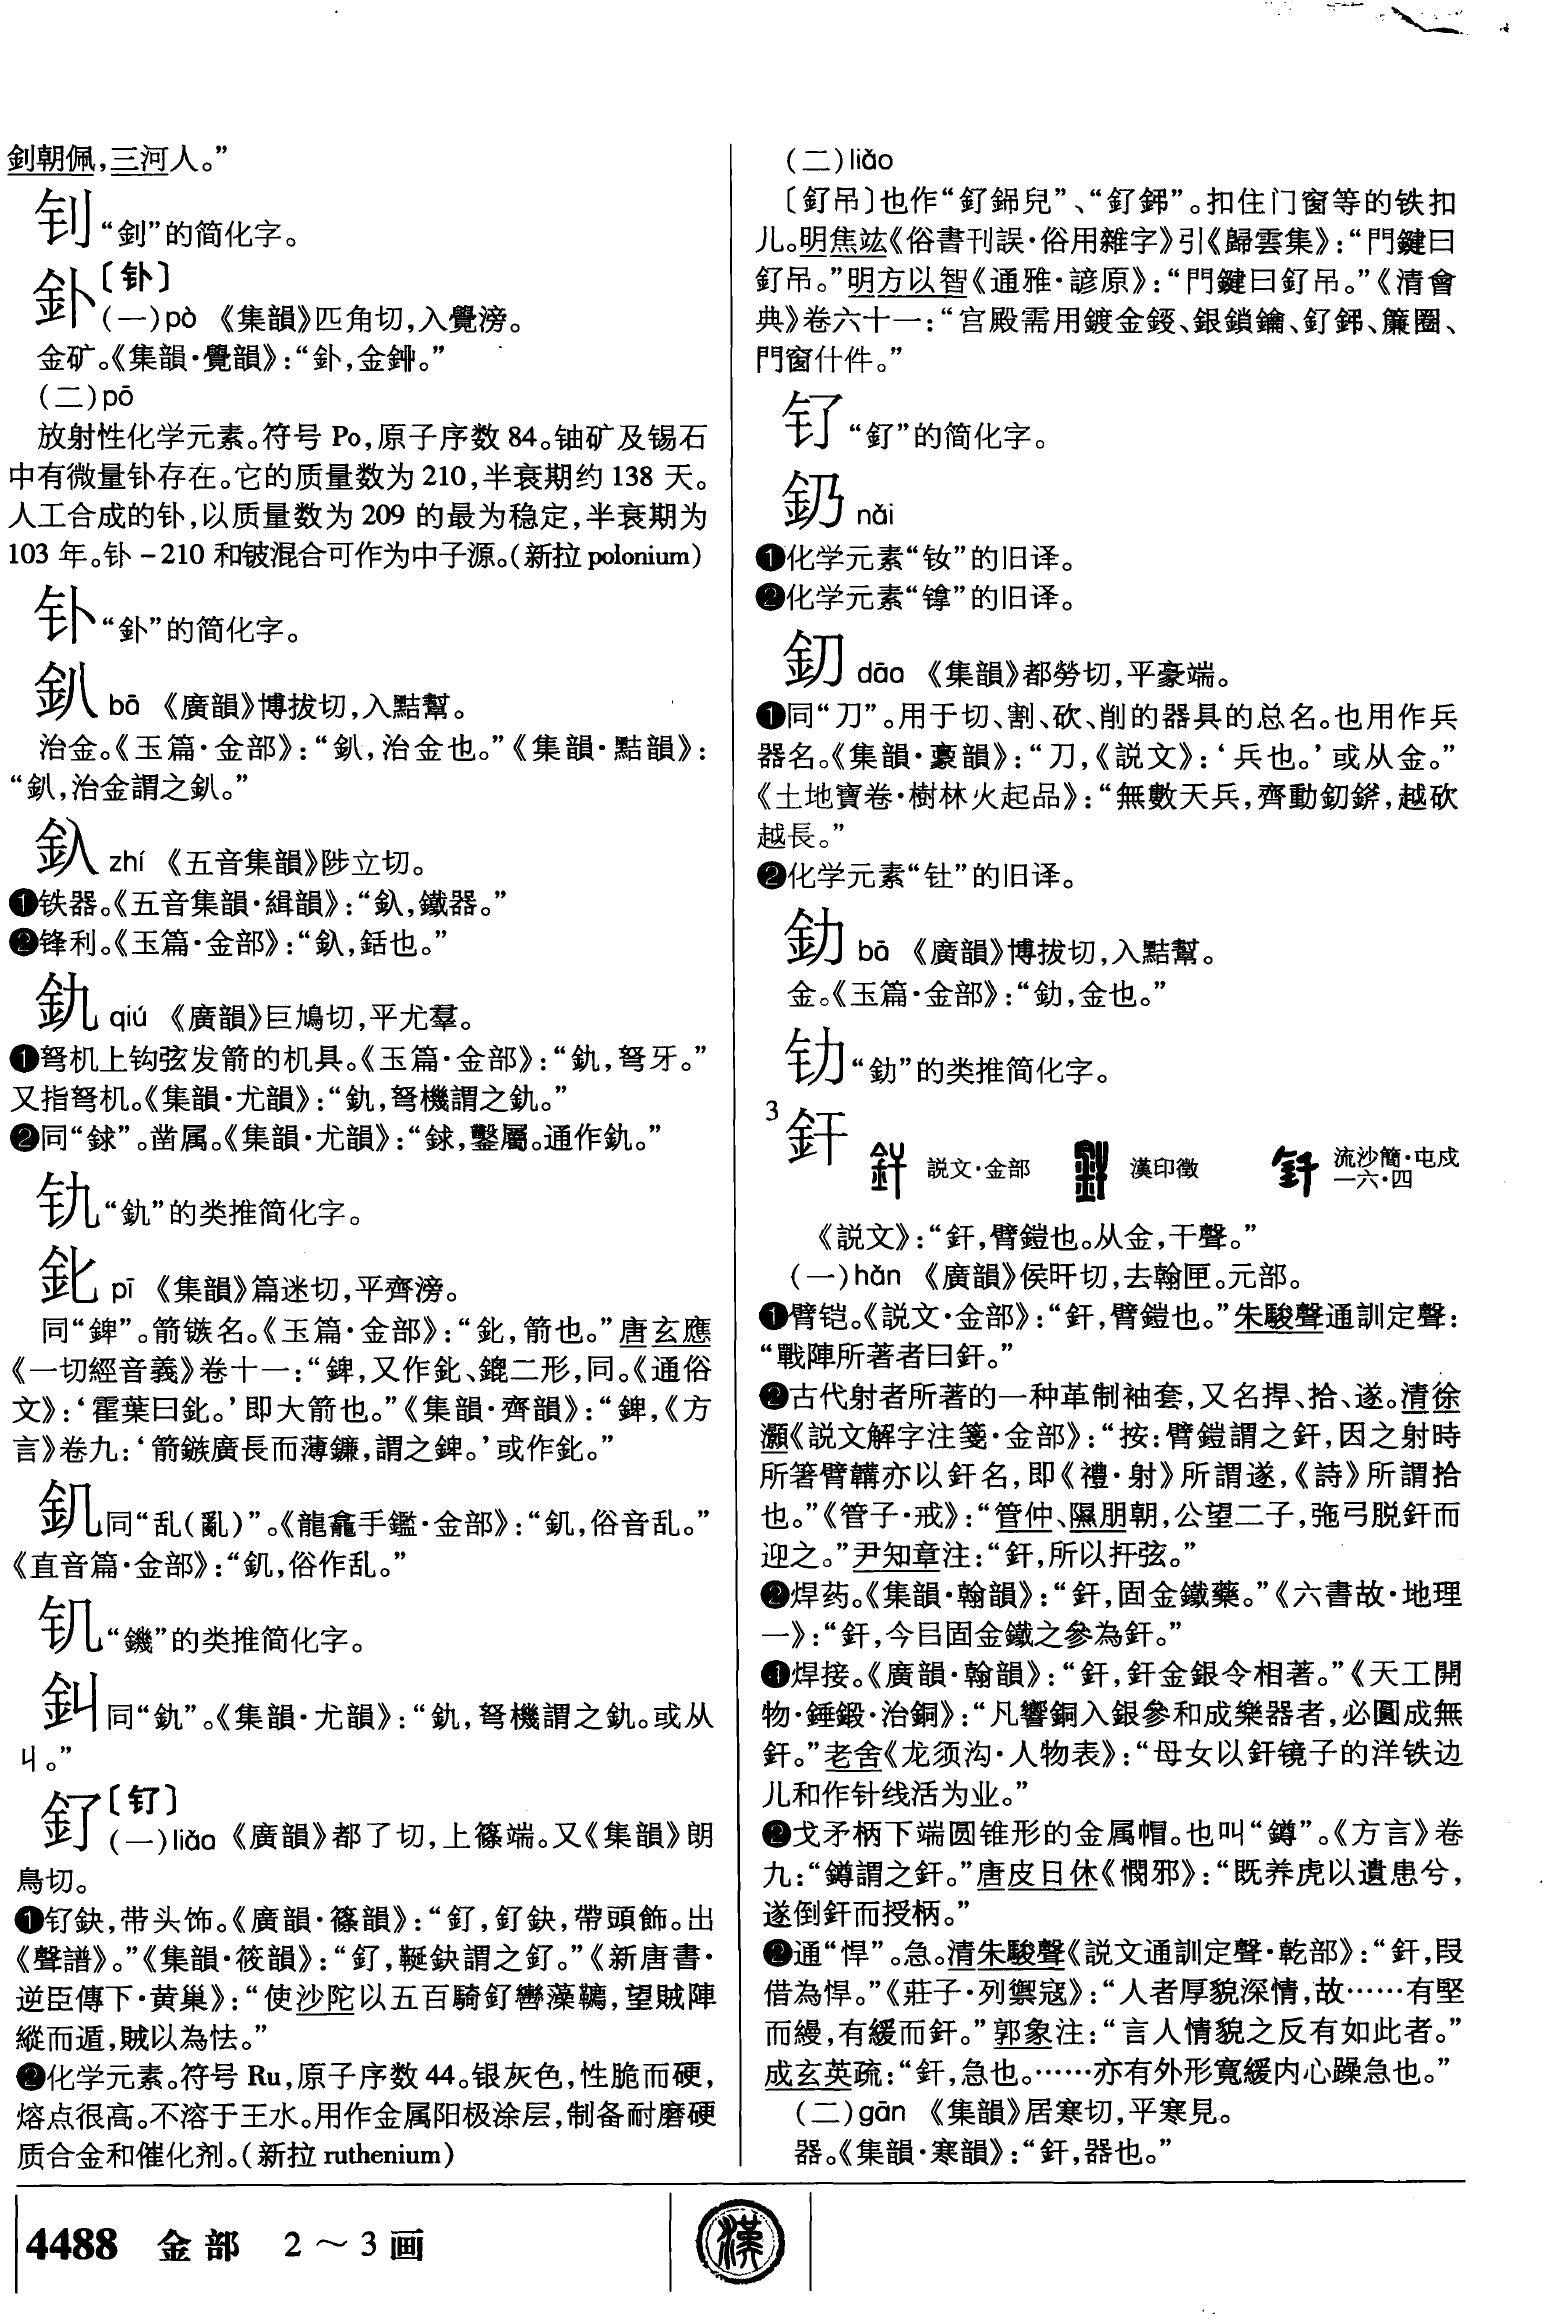 釗朝佩，三河人。”
钊“釗”的简化字。
釙〔钋〕
(一)pò 《集韻》匹角切，入覺滂。
金矿。《集韻·覺韻》：“釙，金鉚。”
(二)pō
放射性化学元素。符号 Po，原子序数 84。铀矿及锡石
中有微量钋存在。它的质量数为 210，半衰期约 138 天。
人工合成的钋，以质量数为 209 的最为稳定，半衰期为
103 年。钋－210 和铍混合可作为中子源。(新拉 polonium)
钋“釙”的简化字。
釟 bā 《廣韻》博拔切，入黠幫。
治金。《玉篇·金部》：“釟，治金也。”《集韻·黠韻》：
“釟，治金謂之釟。”
釞 zhí 《五音集韻》陟立切。
❶铁器。《五音集韻·緝韻》：“釞，鐵器。”
❷锋利。《玉篇·金部》：“釞，銛也。”
釚 qiú 《廣韻》巨鳩切，平尤羣。
❶弩机上钩弦发箭的机具。《玉篇·金部》：“釚，弩牙。”
又指弩机。《集韻·尤韻》：“釚，弩機謂之釚。”
❷同“銶”。凿属。《集韻·尤韻》：“銶，鑿屬。通作釚。”
“釚”的类推简化字。
釓 pī 《集韻》篇迷切，平齊滂。
同“錍”。箭镞名。《玉篇·金部》：“鈚，箭也。”唐玄應
《一切經音義》卷十一：“錍，又作鈚、鎞二形，同。《通俗
文》：‘霍葉曰鈚。’即大箭也。”《集韻·齊韻》：“錍，《方
言》卷九：‘箭鏃廣長而薄鐮，謂之錍。’或作鈚。”
釠同“乱(亂)”。《龍龕手鑑·金部》：“釠，俗音乱。”
《直音篇·金部》：“釠，俗作乱。”
“鐖”的类推简化字。
同“釚”。《集韻·尤韻》：“釚，弩機謂之釚。或从
丩。”
釕〔钌〕
(一)liǎo 《廣韻》都了切，上篠端。又《集韻》朗
鳥切。
❶钌鈌，带头饰。《廣韻·篠韻》：“釕，釕鈌，帶頭飾。出
《聲譜》。”《集韻·筱韻》：“釕，鞓鈌謂之釕。”《新唐書·
逆臣傳下·黄巢》：“使沙陀以五百騎釕轡藻韉，望賊陣
縱而遁，賊以為怯。”
❷化学元素。符号 Ru，原子序数 44。银灰色，性脆而硬，
熔点很高。不溶于王水。用作金属阳极涂层，制备耐磨硬
质合金和催化剂。(新拉 ruthenium)
(二)liǎo
〔釕吊〕也作“釕鍚兒”、“釕鉘”。扣住门窗等的铁扣
儿。明焦竑《俗書刊誤·俗用雜字》引《歸雲集》：“門鍵曰
釕吊。”明方以智《通雅·諺原》：“門鍵曰釕吊。”《清會
典》卷六十一：“宫殿需用鍍金鋄、銀鎖鑰、釕鉘、簾圈、
門窗什件。”
钌“釕”的简化字。
釢 nǎi
❶化学元素“钕”的旧译。
❷化学元素“镎”的旧译。
釖 dāo 《集韻》都勞切，平豪端。
❶同“刀”。用于切、割、砍、削的器具的总名。也用作兵
器名。《集韻·豪韻》：“刀，《説文》：‘兵也。’或从金。”
《土地寶卷·樹林火起品》：“無數天兵，齊動釖鎊，越砍
越長。”
❷化学元素“钍”的旧译。
釛 bā 《廣韻》博拔切，入黠幫。
金。《玉篇·金部》：“釛，金也。”
“釛”的类推简化字。
3
釬 説文·金部 漢印徵 流沙簡·屯戍
一六·四
《説文》：“釬，臂鎧也。从金，干聲。”
(一)hàn 《廣韻》侯旰切，去翰匣。元部。
❶臂铠。《説文·金部》：“釬，臂鎧也。”朱駿聲通訓定聲：
“戰陣所著者曰釬。”
❷古代射者所著的一种革制袖套，又名捍、拾、遂。清徐
灝《説文解字注箋·金部》：“按：臂鎧謂之釬，因之射時
所箸臂韝亦以釬名，即《禮·射》所謂遂，《詩》所謂拾
也。”《管子·戒》：“管仲、隰朋朝，公望二子，弛弓脱釬而
迎之。”尹知章注：“釬，所以扞弦。”
❷焊药。《集韻·翰韻》：“釬，固金鐵藥。”《六書故·地理
一》：“釬，今㠯固金鐵之參為釬。”
❹焊接。《廣韻·翰韻》：“釬，釬金銀令相著。”《天工開
物·錘鍛·治銅》：“凡響銅入銀參和成樂器者，必圓成無
釬。”老舍《龙须沟·人物表》：“母女以釬镜子的洋铁边
儿和作针线活为业。”
❷戈矛柄下端圆锥形的金属帽。也叫“鐏”。《方言》卷
九：“鐏謂之釬。”唐皮日休《憫邪》：“既养虎以遺患兮，
遂倒釬而授柄。”
❷通“悍”。急。清朱駿聲《説文通訓定聲·乾部》：“釬，叚
借為悍。”《莊子·列禦寇》：“人者厚貌深情，故……有堅
而縵，有緩而釬。”郭象注：“言人情貌之反有如此者。”
成玄英疏：“釬，急也。……亦有外形寬緩内心躁急也。”
(二)gān 《集韻》居寒切，平寒見。
器。《集韻·寒韻》：“釬，器也。”
4488 金部 2～3画
漢